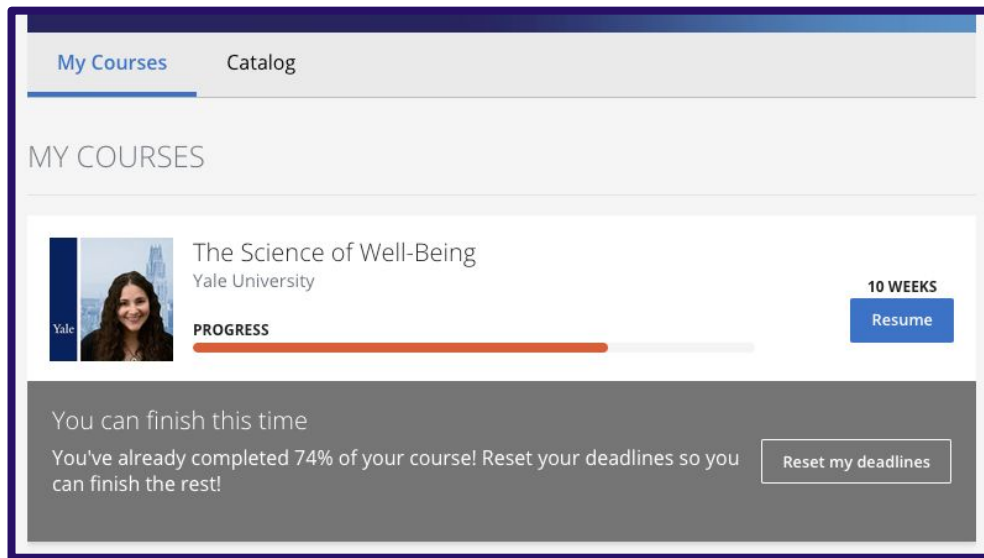 My Courses Catalog
MY COURSES
The Science of Well-Being
Yale University
Yale
PROGRESS
10 WEEKS
Resume
You can finish this time
You've already completed 74% of your course! Reset your deadlines so you
can finish the rest!
Reset my deadlines